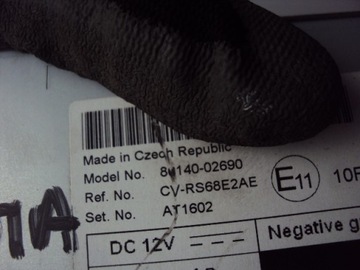 Made in Czech Republic
Model No. 86140-02690
Ref. No. CV-RS68E2AE
Set. No. AT1602
E11
10R
DC 12V
Negative g